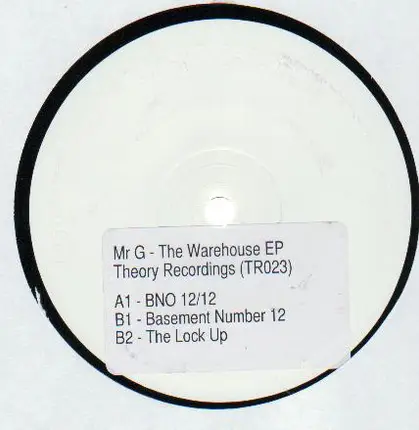 Mr G - The Warehouse EP
Theory Recordings (TR023)
A1 - BNO 12/12
B1 - Basement Number 12
B2 - The Lock Up